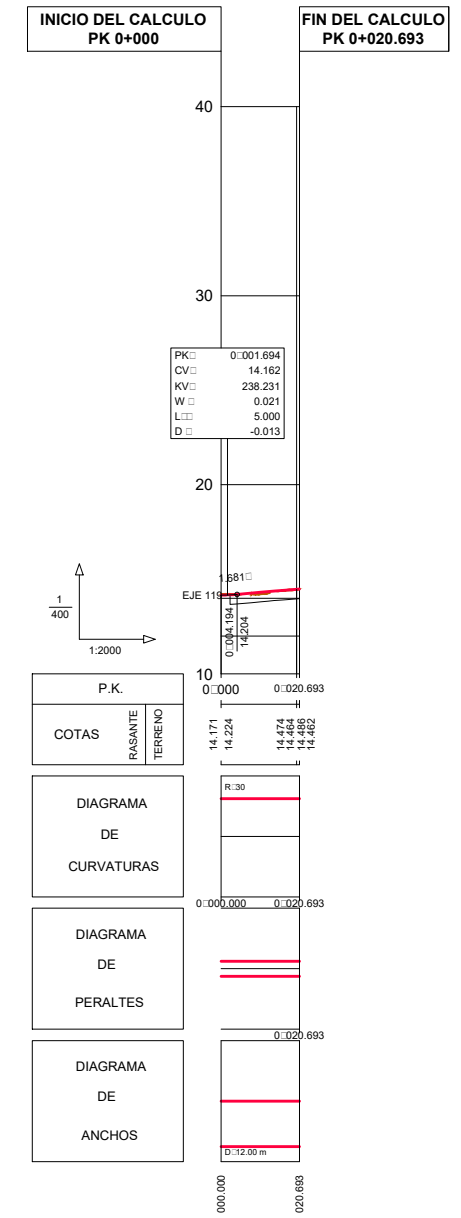 INICIO DEL CALCULO
PK 0+000
FIN DEL CALCULO
PK 0+020.693
40
30
PK□ 0□001.694
CV□ 14.162
KV□ 238.231
W □ 0.021
L□□ 5.000
D □ -0.013
20
1.681□
EJE 119
0□004.194
14.204
1
400
1:2000
10
P.K.
0□000
0□020.693
COTAS
RASANTE
TERRENO
14.171
14.224
14.474
14.464
14.486
14.462
DIAGRAMA
DE
CURVATURAS
R□30
0□000.000
0□020.693
DIAGRAMA
DE
PERALTES
0□020.693
DIAGRAMA
DE
ANCHOS
D□12.00 m
000.000
020.693